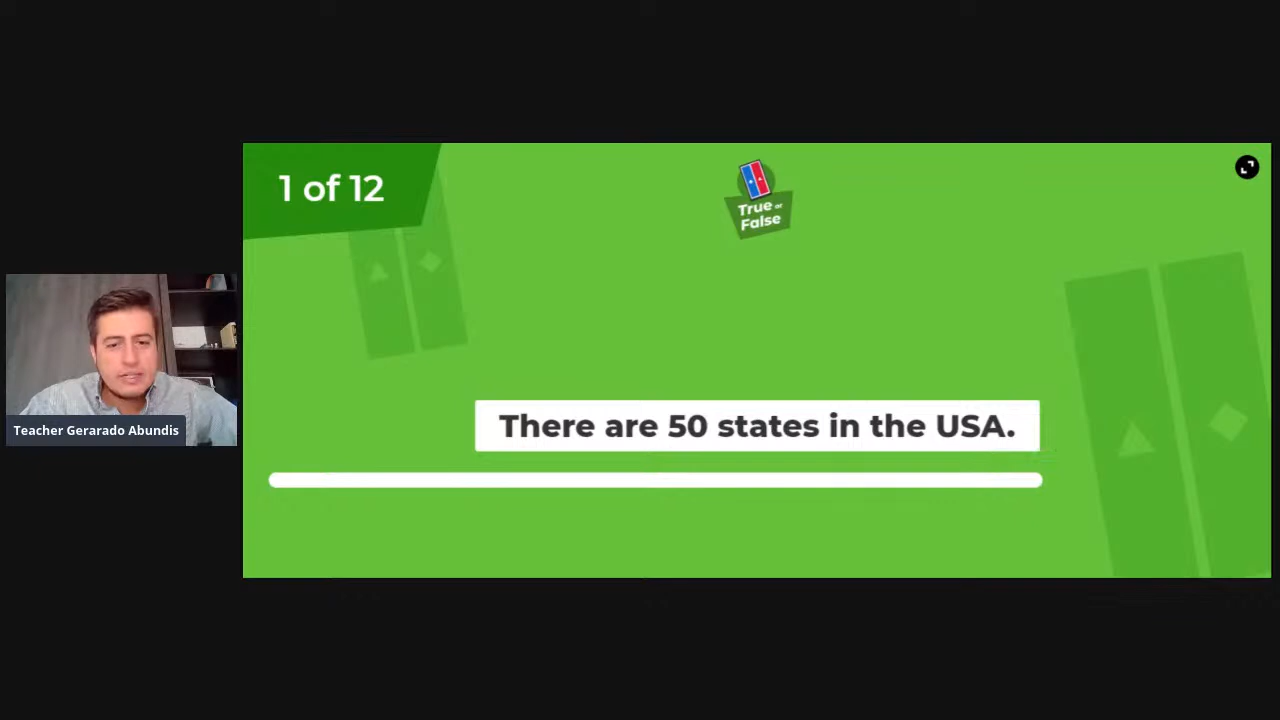 1 of 12
True or
False
There are 50 states in the USA.
Teacher Gerarado Abundis